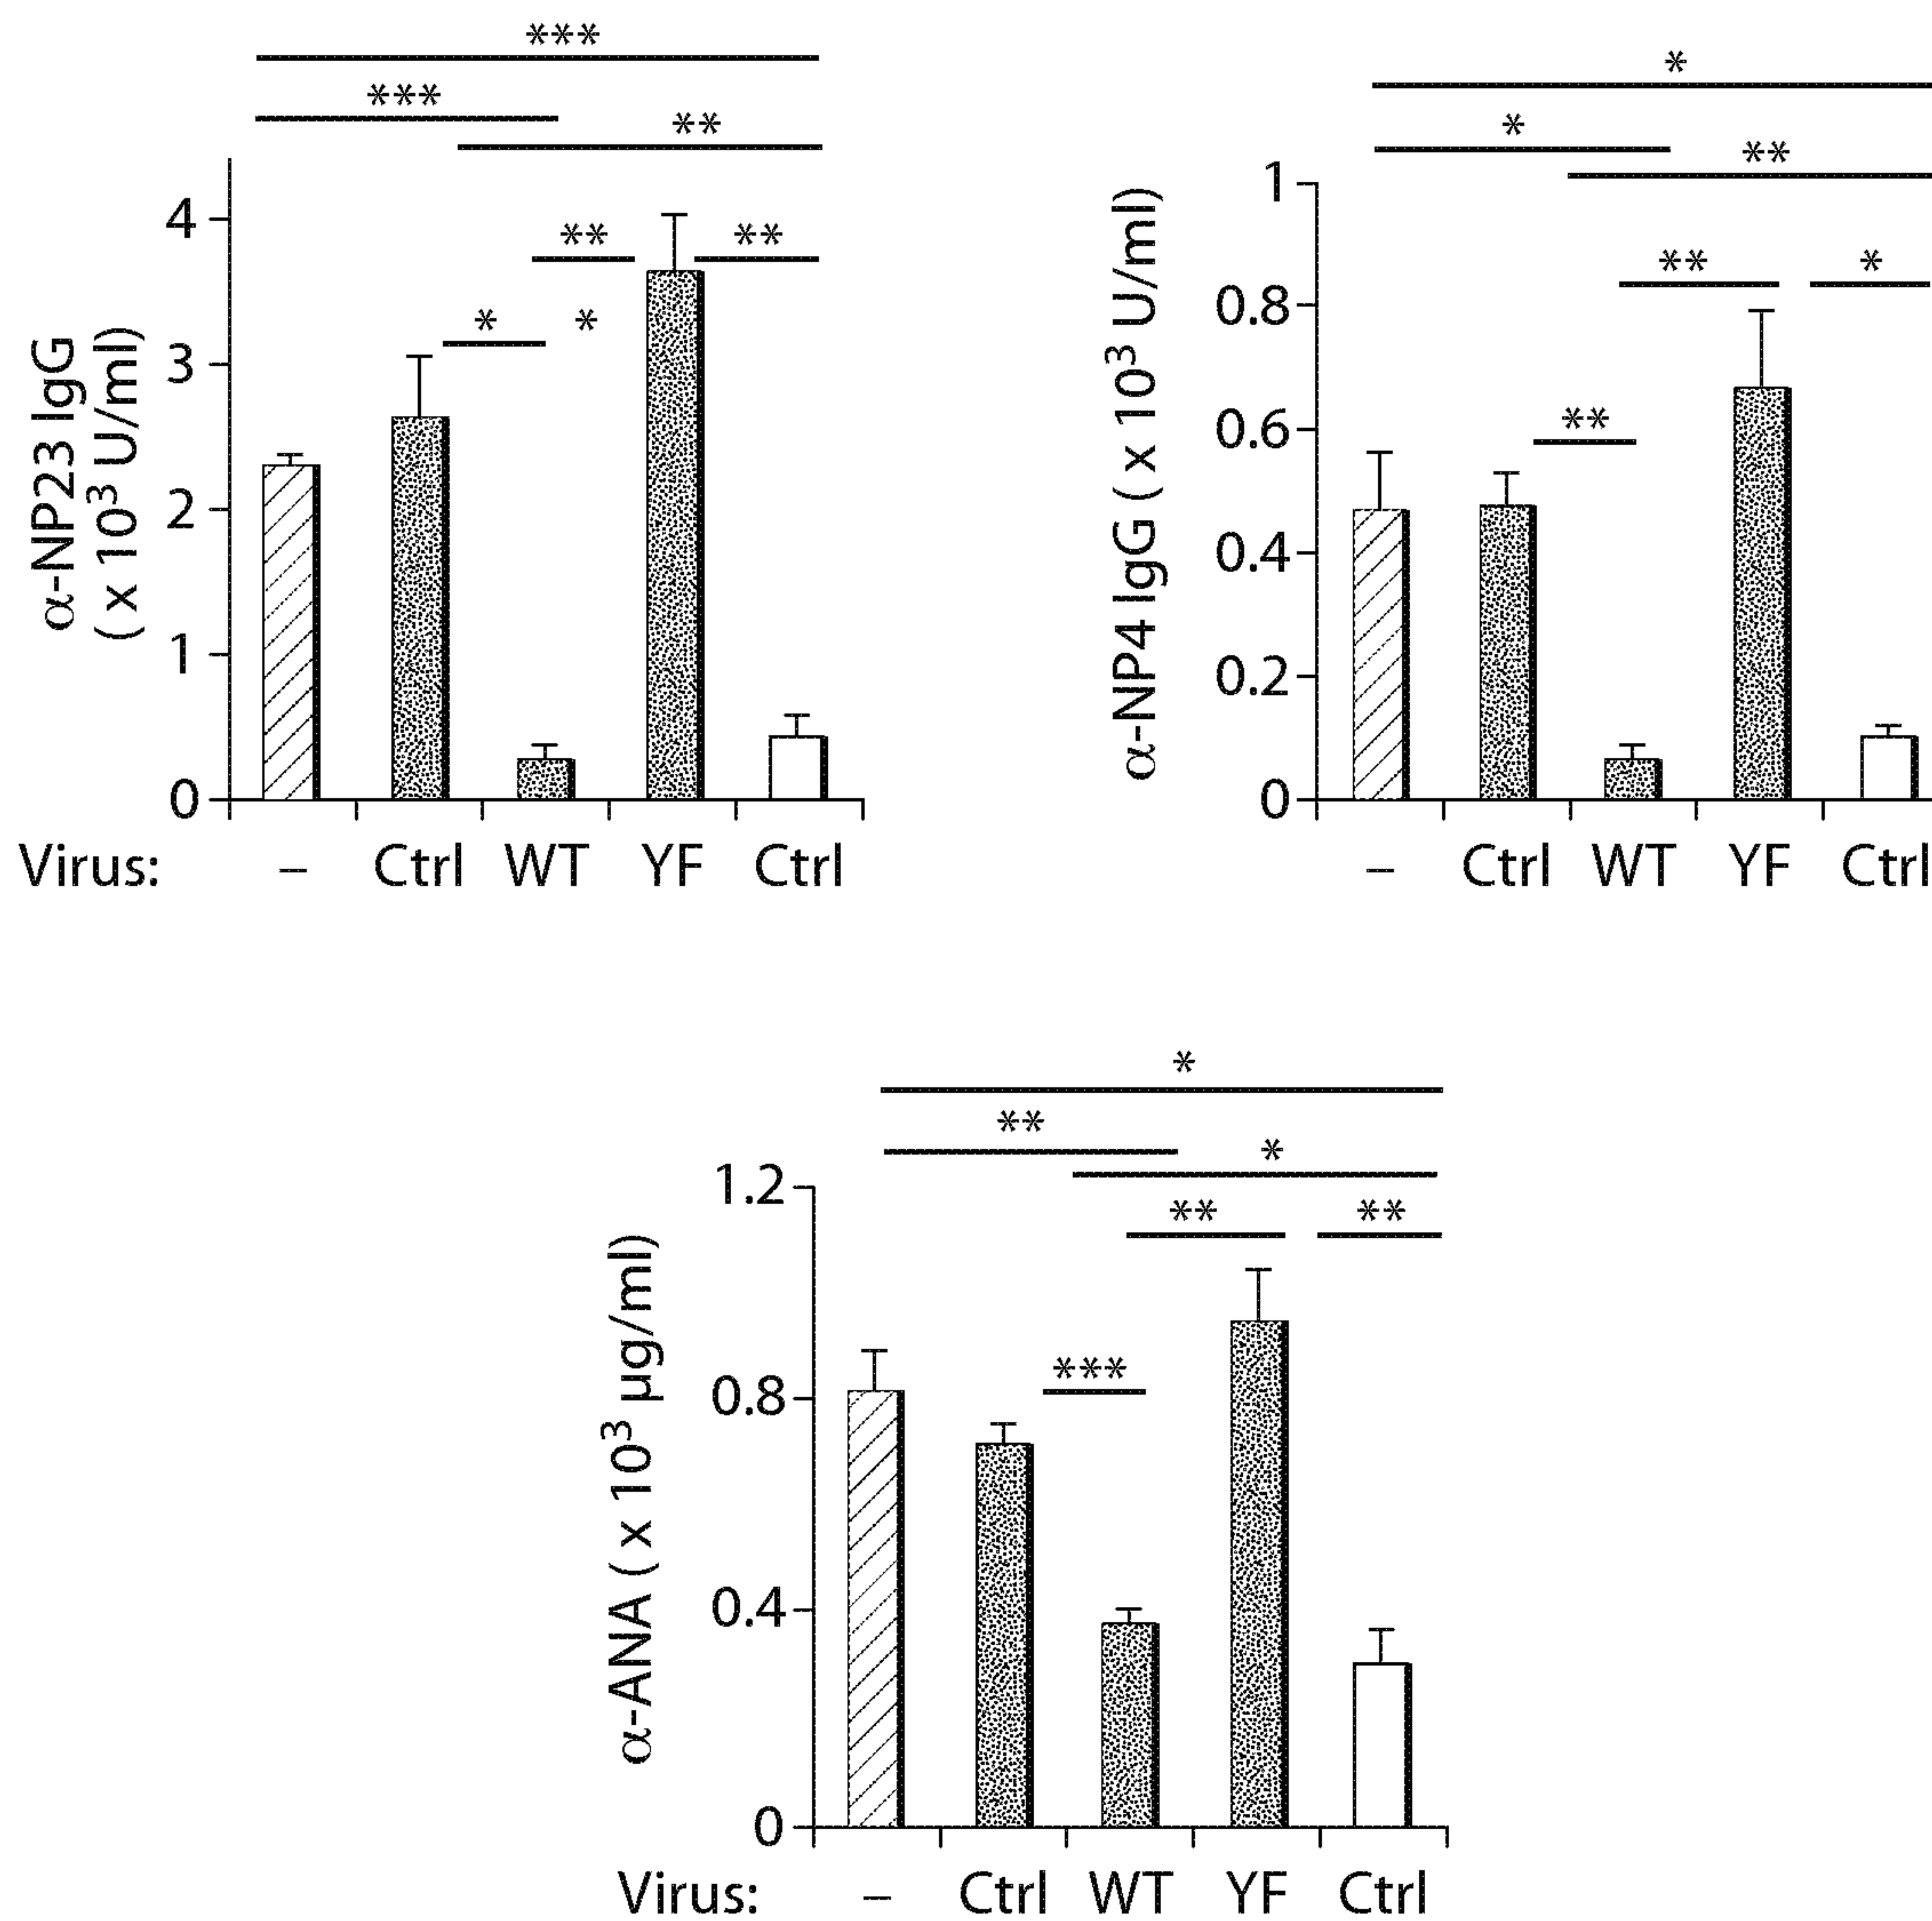 ***
***
**
α-NP23 IgG
( x 10³ U/ml)
4
3
2
1
0
**
**
*
*
Virus:
–
Ctrl
WT
YF
Ctrl
*
*
**
α-NP4 IgG ( x 10³ U/ml)
1
0.8
0.6
0.4
0.2
0
**
*
**
–
Ctrl
WT
YF
Ctrl
*
**
*
**
**
***
α-ANA ( x 10³ µg/ml)
1.2
0.8
0.4
0
Virus:
–
Ctrl
WT
YF
Ctrl